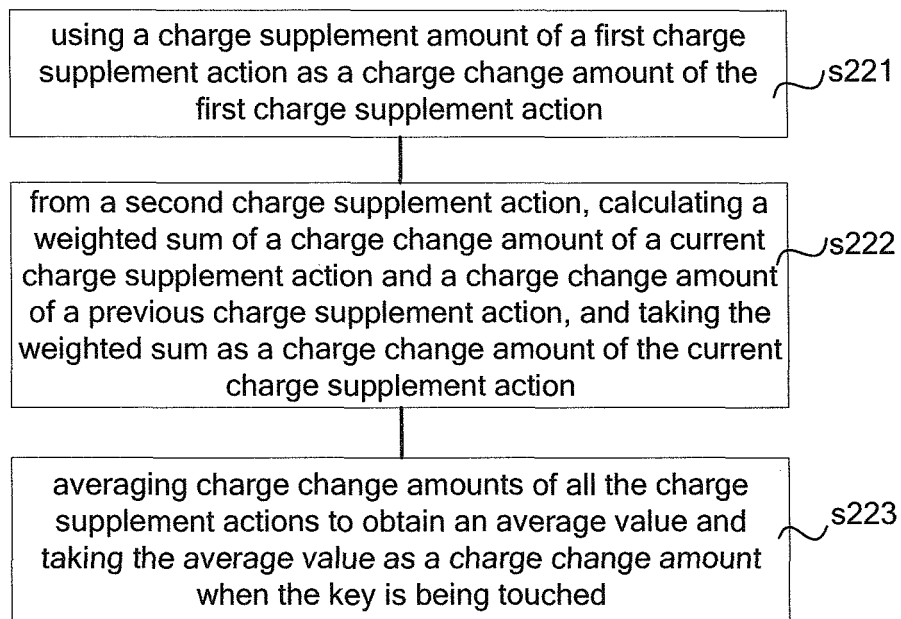 using a charge supplement amount of a first charge
supplement action as a charge change amount of the
first charge supplement action
s221
from a second charge supplement action, calculating a
weighted sum of a charge change amount of a current
charge supplement action and a charge change amount
of a previous charge supplement action, and taking the
weighted sum as a charge change amount of the current
charge supplement action
s222
averaging charge change amounts of all the charge
supplement actions to obtain an average value and
taking the average value as a charge change amount
when the key is being touched
s223